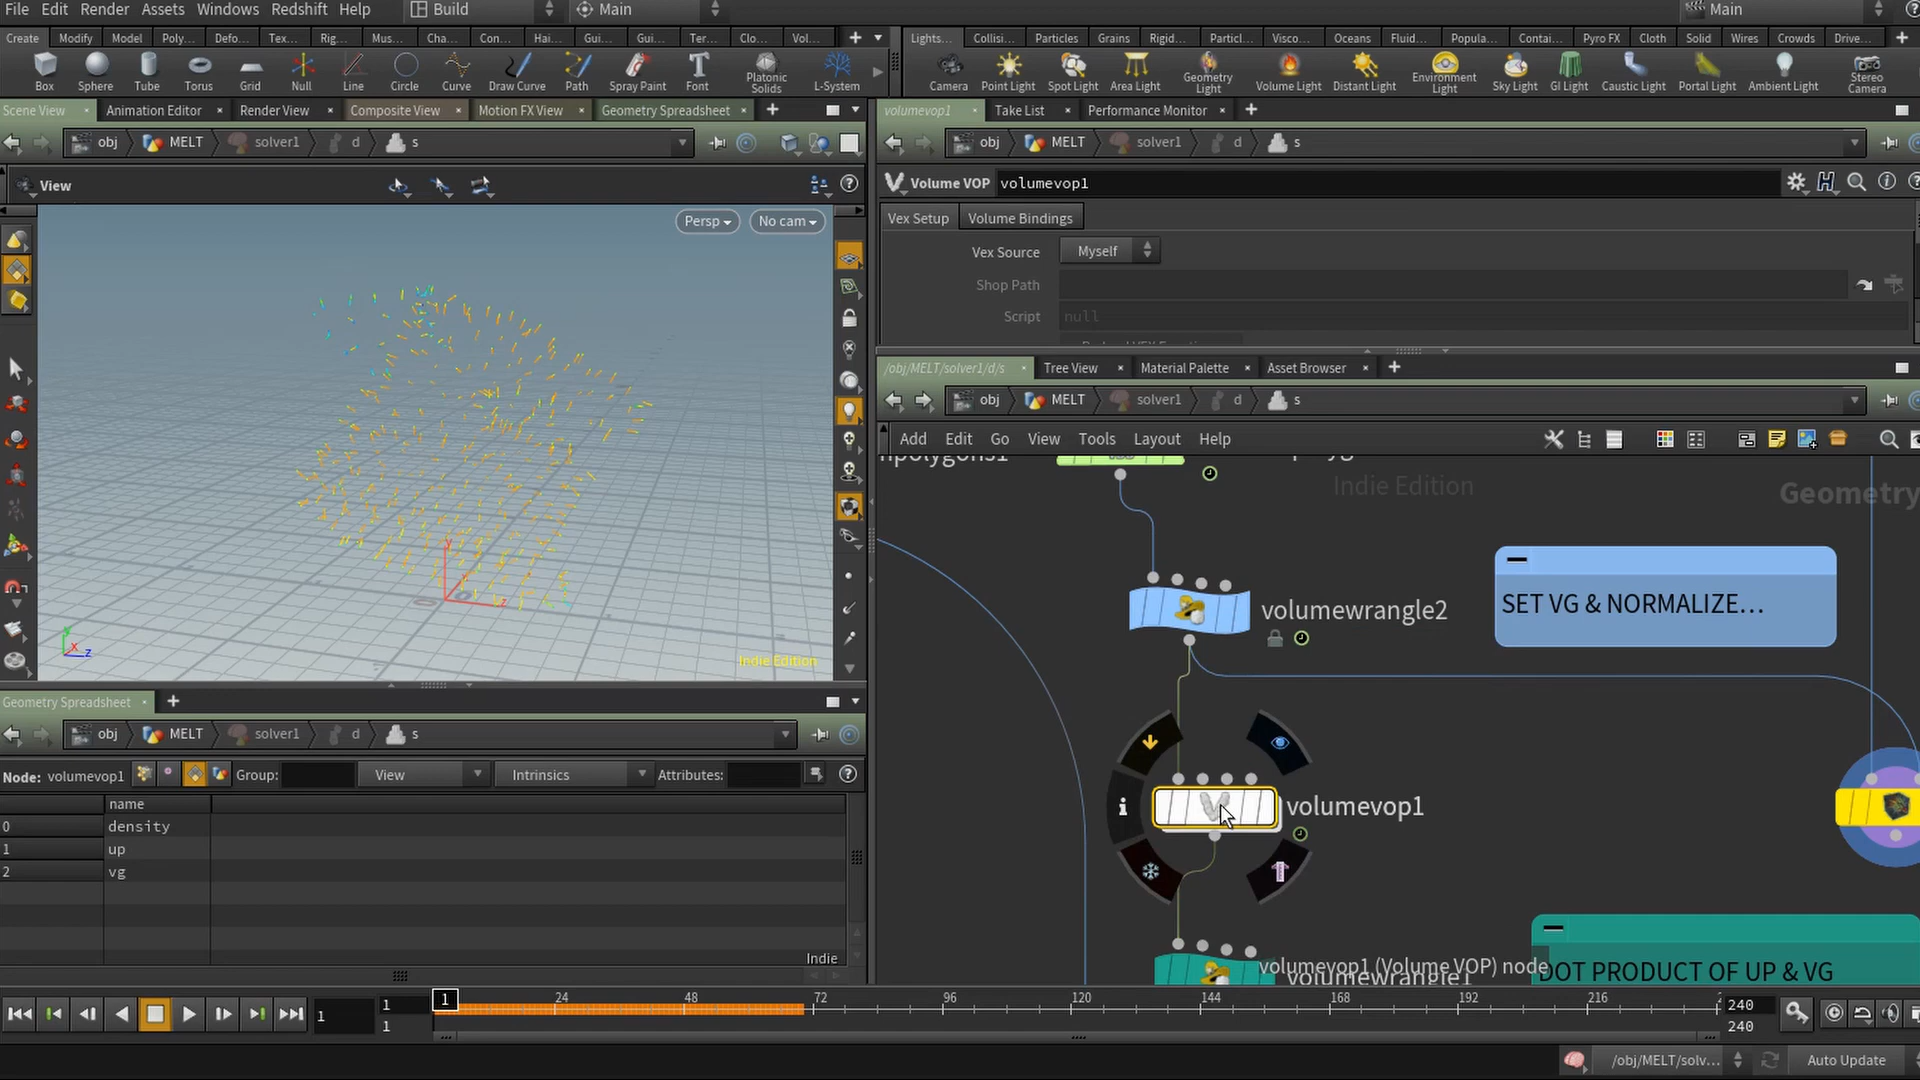 File Edit Render Assets Windows Redshift Help Build Main Main
Create Modify Model Poly... Defo... Tex... Rig... Mus... Cha... Con... Hai... Gui... Gui... Ter... Clo... Vol... Lights... Collisi... Particles Grains Rigid... Particl... Visco... Oceans Fluid... Popula... Contai... Pyro FX Cloth Solid Wires Crowds Drive...
Box Sphere Tube Torus Grid Null Line Circle Curve Draw Curve Path Spray Paint Font Platonic Solids L-System Camera Point Light Spot Light Area Light Geometry Light Volume Light Distant Light Environment Light Sky Light GI Light Caustic Light Portal Light Ambient Light Stereo Camera
Scene View Animation Editor Render View Composite View Motion FX View Geometry Spreadsheet
obj MELT solver1 d s
View
Persp No cam
y
z
x
y
x
z
Indie Edition
volumevop1 Take List Performance Monitor
obj MELT solver1 d s
Volume VOP volumevop1
Vex Setup Volume Bindings
Vex Source Myself
Shop Path
Script null
/obj/MELT/solver1/d/s Tree View Material Palette Asset Browser
obj MELT solver1 d s
Add Edit Go View Tools Layout Help
Indie Edition
Geometry
volumewrangle2
SET VG & NORMALIZE...
volumevop1
volumevop1 (Volume VOP) node
volumewrangle1
DOT PRODUCT OF UP & VG
Geometry Spreadsheet
obj MELT solver1 d s
Node: volumevop1 Group: View Intrinsics Attributes:
name
0 density
1 up
2 vg
Indie
1 1 1 1 24 48 72 96 120 144 168 192 216 2 240
240
/obj/MELT/solv... Auto Update